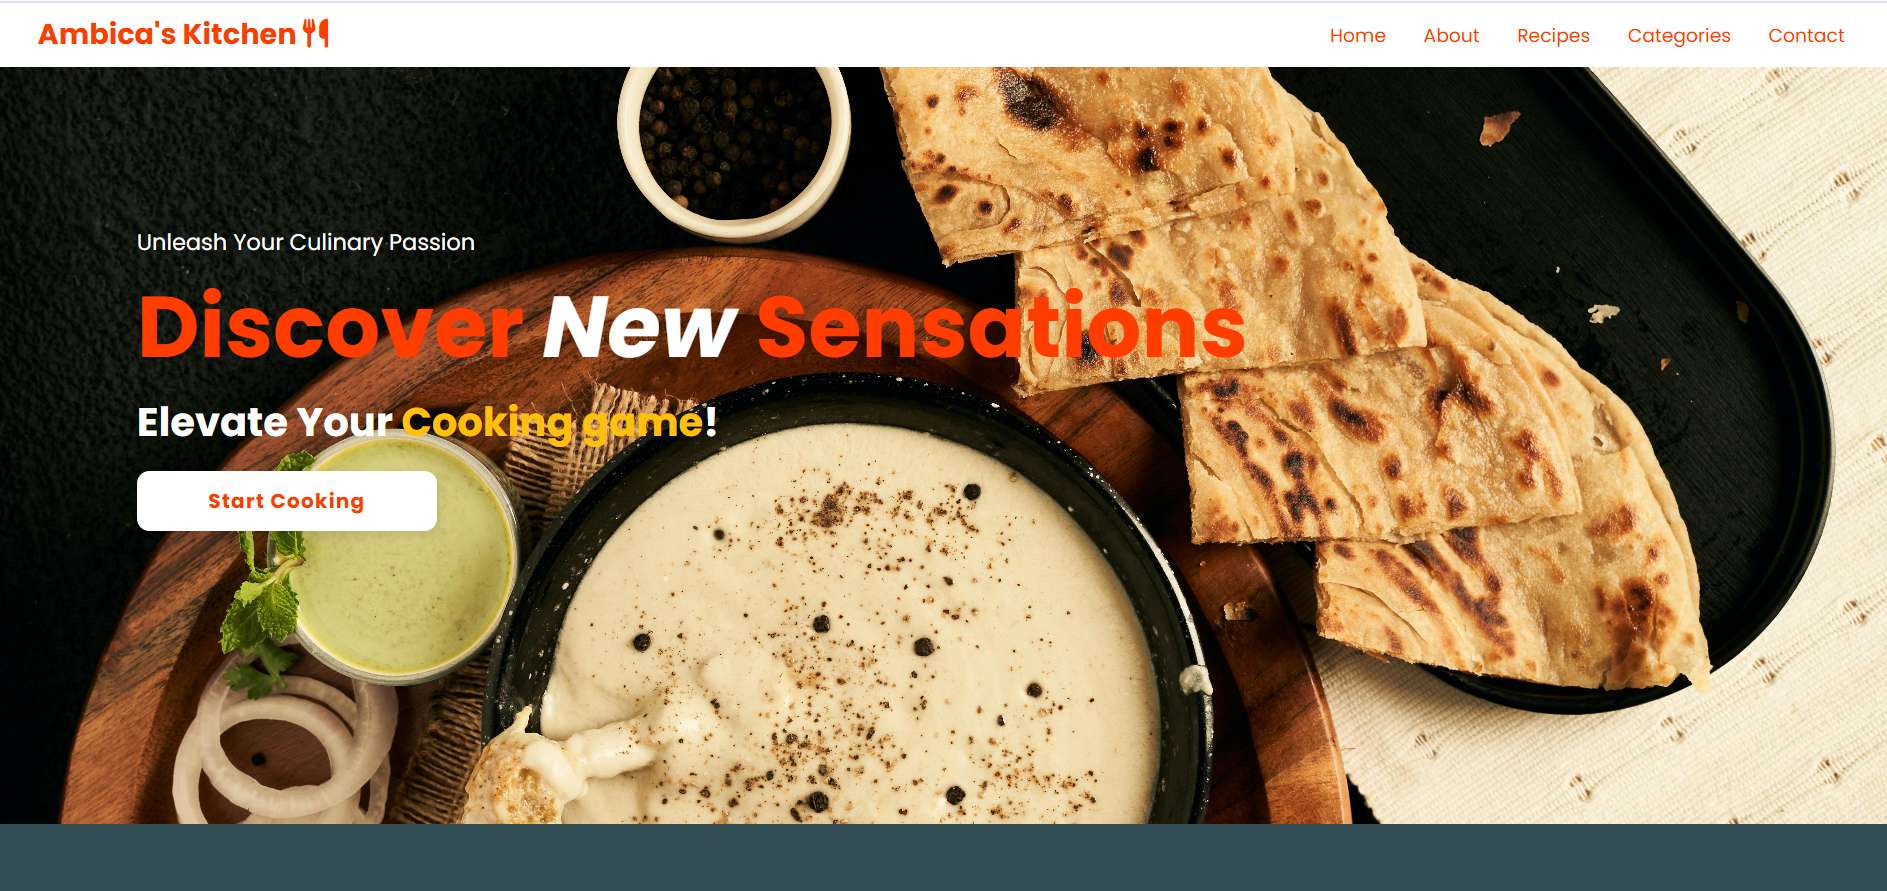 Ambica's Kitchen
Home About Recipes Categories Contact
Unleash Your Culinary Passion
Discover New Sensations
Elevate Your Cooking game!
Start Cooking